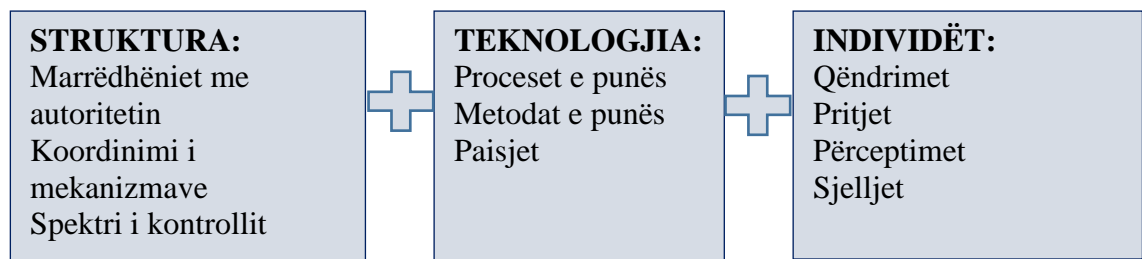 STRUKTURA:
Marrëdhëniet me
autoritetin
Koordinimi i
mekanizmave
Spektri i kontrollit
TEKNOLOGJIA:
Proceset e punës
Metodat e punës
Paisjet
INDIVIDËT:
Qëndrimet
Pritjet
Përceptimet
Sjelljet